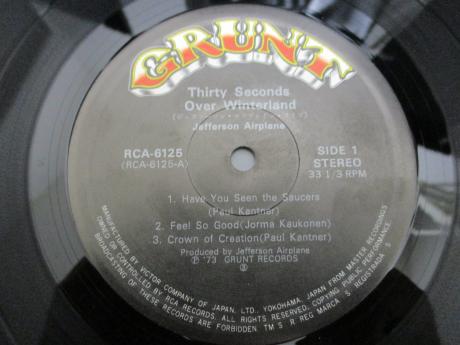 GRUNT
Thirty Seconds
Over Winterland
Jefferson Airplane
RCA-6125
(RCA-6125-A)
SIDE 1
STEREO
33 1/3 RPM
1. Have You Seen the Saucers
(Paul Kantner)
2. Feel So Good(Jorma Kaukonen)
3. Crown of Creation(Paul Kantner)
Produced by Jefferson Airplane
Ⓟ '73 GRUNT RECORDS
MANUFACTURED BY VICTOR COMPANY OF JAPAN, LTD., YOKOHAMA, JAPAN FROM MASTER RECORDINGS
OWNED OR CONTROLLED BY RCA RECORDS. ALL RIGHTS RESERVED. COPYING PUBLIC PERFORMANCE,
BROADCASTING OF THESE RECORDS ARE FORBIDDEN. TM S R REG MARCA S REGISTRADA